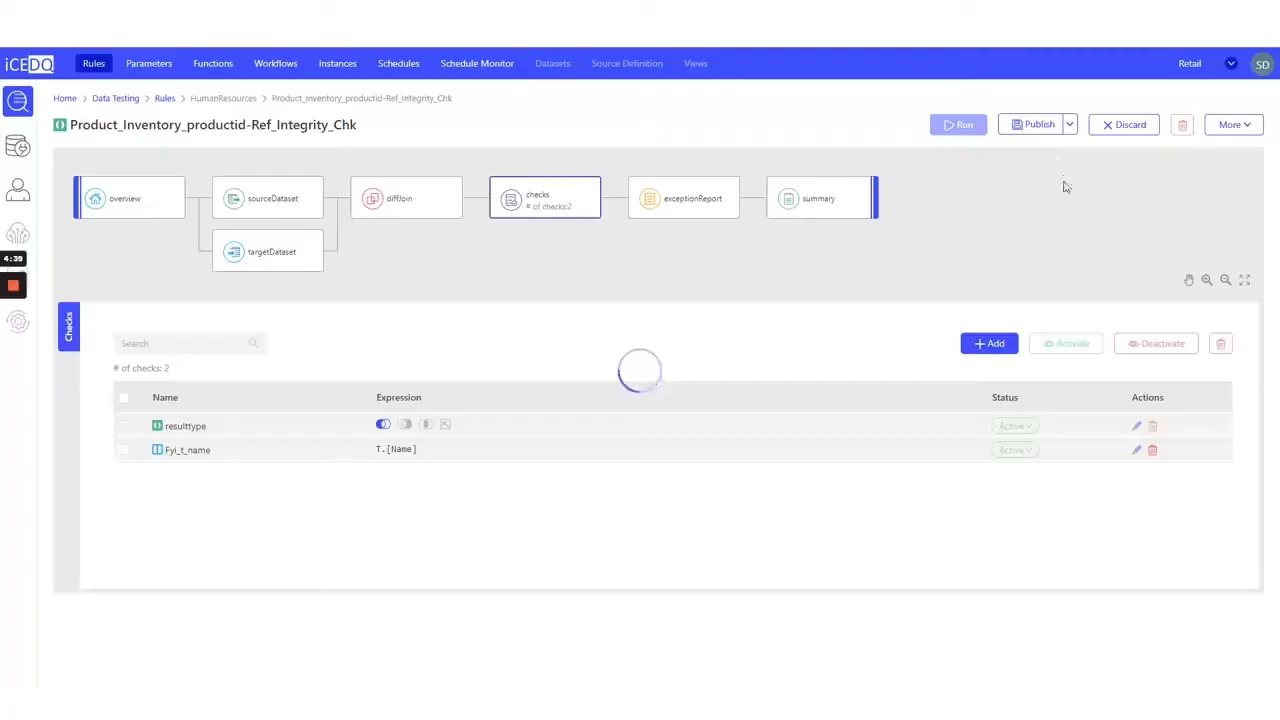 iCEDQ
Rules Parameters Functions Workflows Instances Schedules Schedule Monitor Datasets Source Definition Views Retail SD
Home > Data Testing > Rules > HumanResources > Product_Inventory_productid-Ref_Integrity_Chk
Product_Inventory_productid-Ref_Integrity_Chk
Run Publish Discard More
overview
sourceDataset
diffJoin
checks
# of checks:2
exceptionReport
summary
targetDataset
4:39
Checks
Search
Add Activate Deactivate
# of checks: 2
Name Expression Status Actions
resulttype Active
Fyi_t_name T.[Name] Active